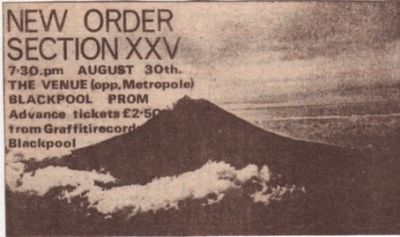 NEW ORDER
SECTION XXV
7·30.pm AUGUST 30th.
THE VENUE (opp. Metropole)
BLACKPOOL PROM
Advance tickets £2·50
from Graffitirecord
Blackpool